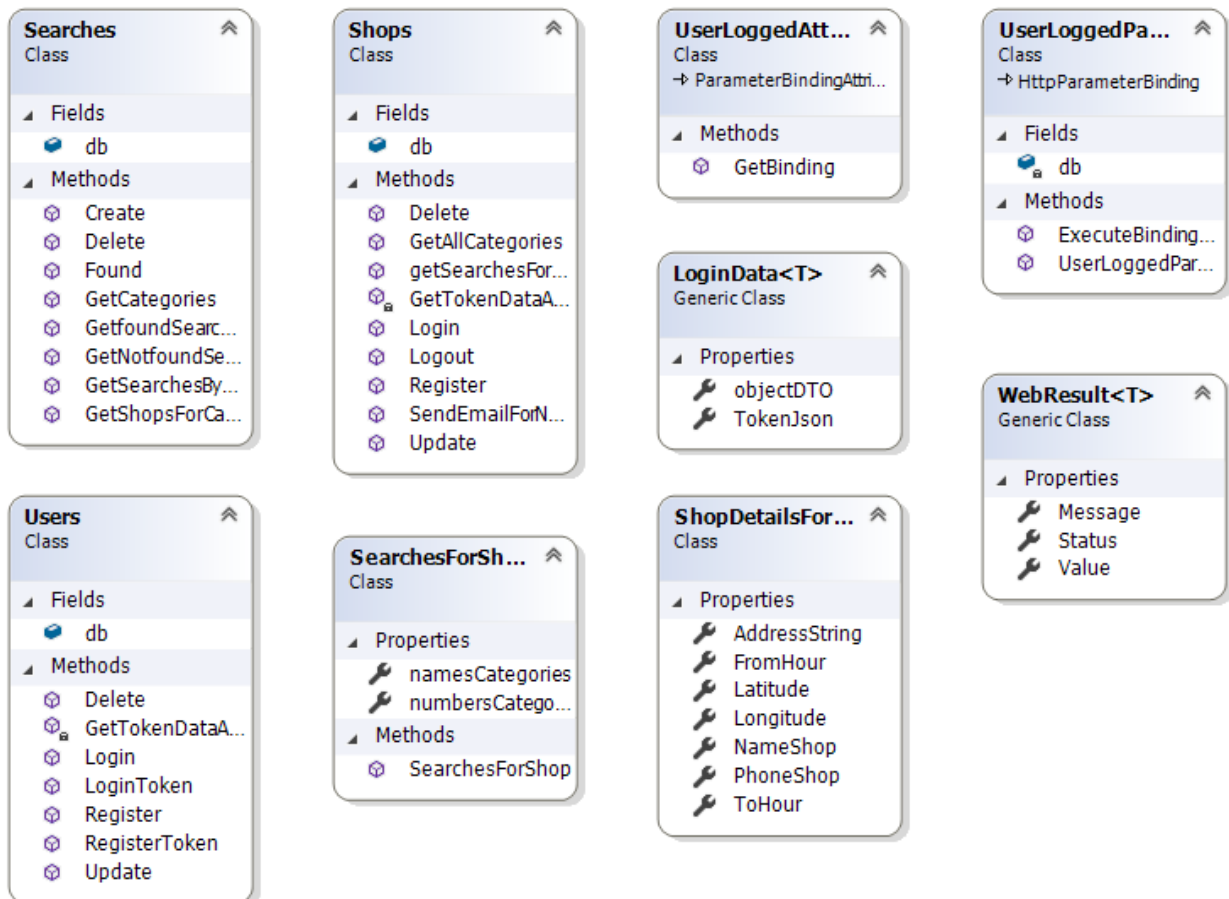 Searches
Class
Fields
db
Methods
Create
Delete
Found
GetCategories
GetfoundSearc...
GetNotfoundSe...
GetSearchesBy...
GetShopsForCa...
Shops
Class
Fields
db
Methods
Delete
GetAllCategories
getSearchesFor...
GetTokenDataA...
Login
Logout
Register
SendEmailForN...
Update
UserLoggedAtt...
Class
ParameterBindingAttri...
Methods
GetBinding
UserLoggedPa...
Class
HttpParameterBinding
Fields
db
Methods
ExecuteBinding...
UserLoggedPar...
LoginData<T>
Generic Class
Properties
objectDTO
TokenJson
WebResult<T>
Generic Class
Properties
Message
Status
Value
Users
Class
Fields
db
Methods
Delete
GetTokenDataA...
Login
LoginToken
Register
RegisterToken
Update
SearchesForSh...
Class
Properties
namesCategories
numbersCatego...
Methods
SearchesForShop
ShopDetailsFor...
Class
Properties
AddressString
FromHour
Latitude
Longitude
NameShop
PhoneShop
ToHour